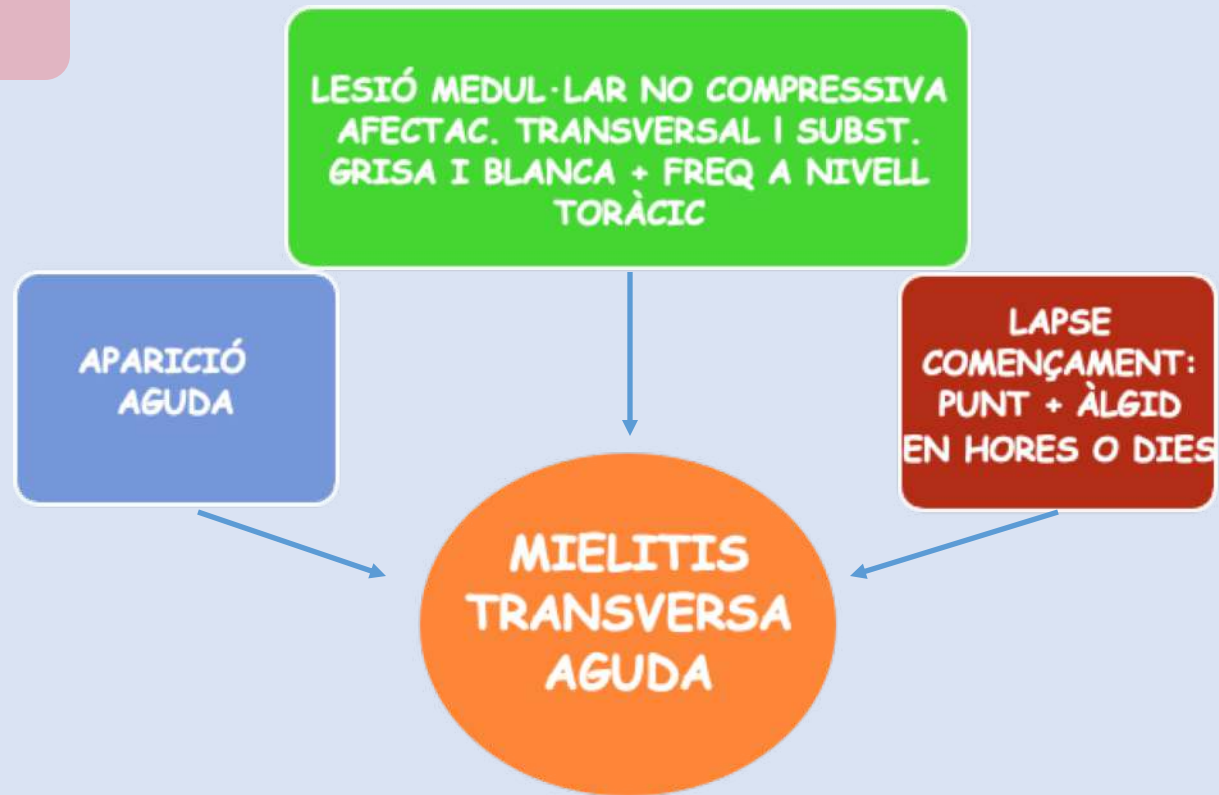 LESIÓ MEDUL·LAR NO COMPRESSIVA
AFECTAC. TRANSVERSAL I SUBST.
GRISA I BLANCA + FREQ A NIVELL
TORÀCIC
APARICIÓ
AGUDA
LAPSE
COMENÇAMENT:
PUNT + ÀLGID
EN HORES O DIES
MIELITIS
TRANSVERSA
AGUDA